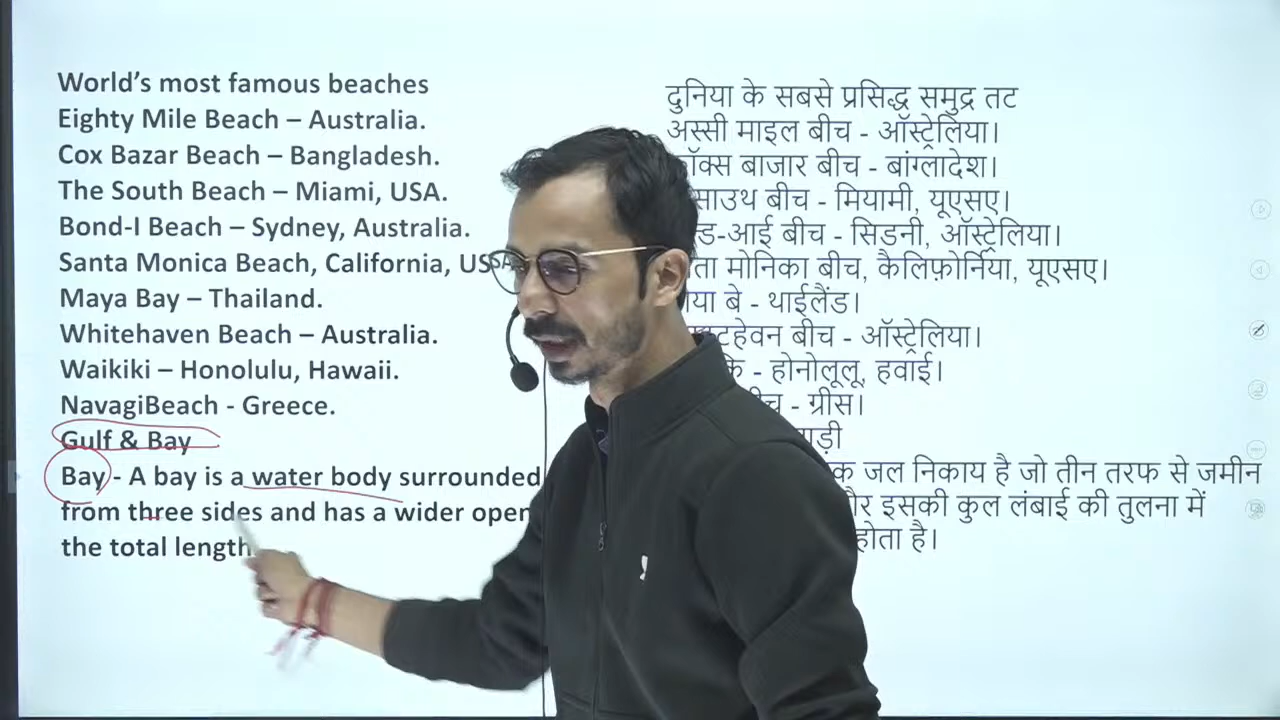 World's most famous beaches
Eighty Mile Beach – Australia.
Cox Bazar Beach – Bangladesh.
The South Beach – Miami, USA.
Bond-I Beach – Sydney, Australia.
Santa Monica Beach, California, USA
Maya Bay – Thailand.
Whitehaven Beach – Australia.
Waikiki – Honolulu, Hawaii.
NavagiBeach - Greece.
Gulf & Bay
Bay - A bay is a water body surrounded
from three sides and has a wider open
the total length
दुनिया के सबसे प्रसिद्ध समुद्र तट
अस्सी माइल बीच - ऑस्ट्रेलिया।
बाजार बीच - बांग्लादेश।
साउथ बीच - मियामी, यूएसए।
बीच - सिडनी, ऑस्ट्रेलिया।
मोनिका बीच, कैलिफ़ोर्निया, यूएसए।
बे - थाईलैंड।
बीच - ऑस्ट्रेलिया।
- होनोलूलू, हवाई।
- ग्रीस।
जल निकाय है जो तीन तरफ से जमीन
इसकी कुल लंबाई की तुलना में
होता है।